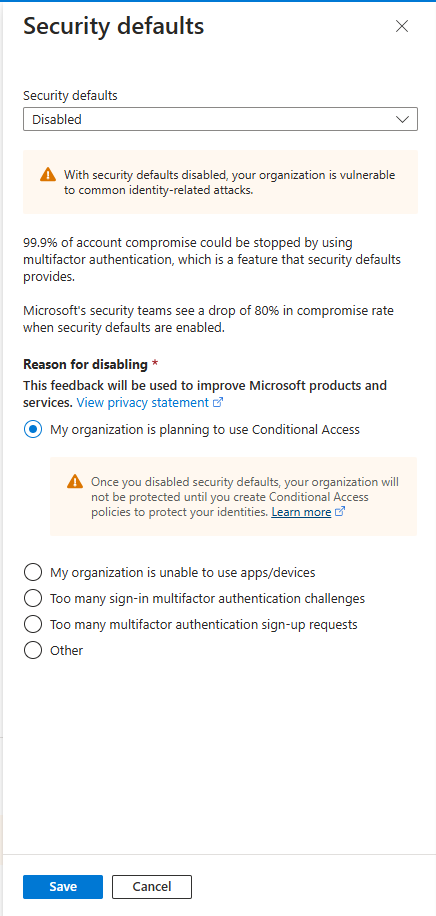 Security defaults
Security defaults
Disabled
With security defaults disabled, your organization is vulnerable
to common identity-related attacks.
99.9% of account compromise could be stopped by using
multifactor authentication, which is a feature that security defaults
provides.
Microsoft's security teams see a drop of 80% in compromise rate
when security defaults are enabled.
Reason for disabling *
This feedback will be used to improve Microsoft products and
services. View privacy statement
My organization is planning to use Conditional Access
Once you disabled security defaults, your organization will
not be protected until you create Conditional Access
policies to protect your identities. Learn more
My organization is unable to use apps/devices
Too many sign-in multifactor authentication challenges
Too many multifactor authentication sign-up requests
Other
Save
Cancel